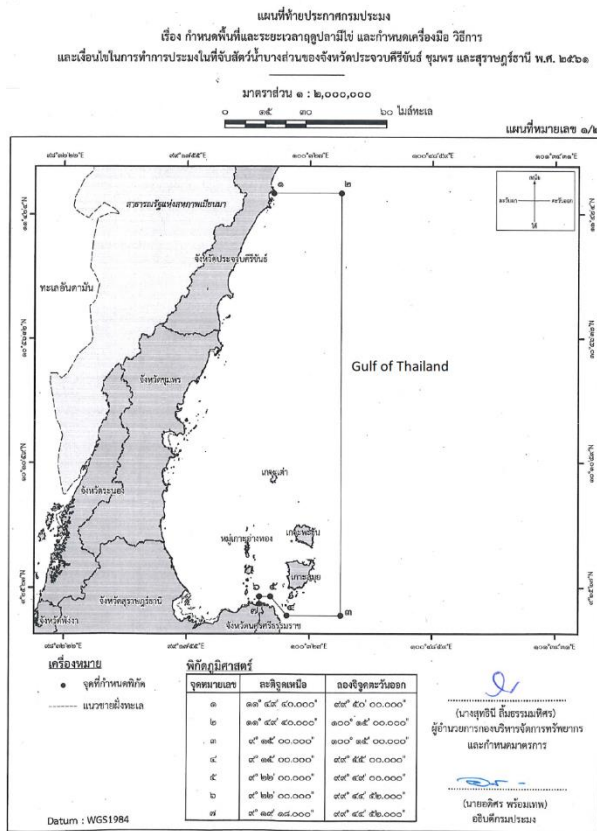 แผนที่ท้ายประกาศกรมประมง
เรื่อง กำหนดพื้นที่และระยะเวลาฤดูปลามีไข่ และกำหนดเครื่องมือ วิธีการ
และเงื่อนไขในการทำการประมงในที่จับสัตว์น้ำบางส่วนของจังหวัดประจวบคีรีขันธ์ ชุมพร และสุราษฎร์ธานี พ.ศ. ๒๕๖๑
มาตราส่วน ๑ : ๒,๐๐๐,๐๐๐
๐ ๑๕ ๓๐ ๖๐ ไมล์ทะเล
แผนที่หมายเลข ๑/๒
เหนือ
ตะวันตก ตะวันออก
ใต้
๑ ๒
สาธารณรัฐแห่งสหภาพเมียนมา
จังหวัดประจวบคีรีขันธ์
ทะเลอันดามัน
Gulf of Thailand
จังหวัดชุมพร
เกาะเต่า
จังหวัดระนอง
เกาะพะงัน
หมู่เกาะอ่างทอง
เกาะสมุย
๖ ๕
จังหวัดสุราษฎร์ธานี
๗ ๔ ๓
จังหวัดพังงา
จังหวัดนครศรีธรรมราช
เครื่องหมาย
จุดที่กำหนดพิกัด
แนวชายฝั่งทะเล
Datum : WGS1984
พิกัดภูมิศาสตร์
จุดหมายเลข ละติจูดเหนือ ลองจิจูดตะวันออก
๑ ๑๑° ๔๙' ๔๐.๐๐๐" ๙๙° ๕๐' ๐๐.๐๐๐"
๒ ๑๑° ๔๙' ๔๐.๐๐๐" ๑๐๐° ๑๕' ๐๐.๐๐๐"
๓ ๙° ๑๕' ๐๐.๐๐๐" ๑๐๐° ๑๕' ๐๐.๐๐๐"
๔ ๙° ๑๕' ๐๐.๐๐๐" ๙๙° ๕๕' ๐๐.๐๐๐"
๕ ๙° ๒๒' ๐๐.๐๐๐" ๙๙° ๔๙' ๐๐.๐๐๐"
๖ ๙° ๒๒' ๐๐.๐๐๐" ๙๙° ๔๔' ๕๒.๐๐๐"
๗ ๙° ๑๙' ๑๘.๐๐๐" ๙๙° ๔๔' ๕๒.๐๐๐"
ผู้อำนวยการกองบริหารจัดการทรัพยากร
และกำหนดมาตรการ
(นายอดิศร พร้อมเทพ)
อธิบดีกรมประมง